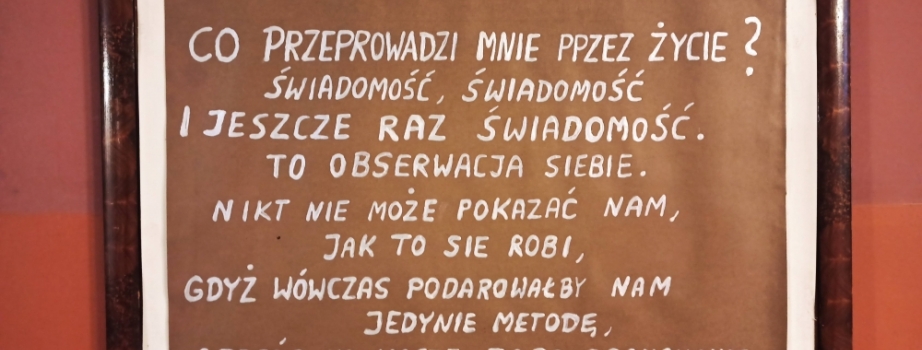 CO PRZEPROWADZI MNIE PPZEZ ŻYCIE?
ŚWIADOMOŚĆ, ŚWIADOMOŚĆ
I JESZCZE RAZ ŚWIADOMOŚĆ.
TO OBSERWACJA SIEBIE.
NIKT NIE MOŻE POKAZAĆ NAM,
JAK TO SIE ROBI,
GDYŻ WÓWCZAS PODAROWAŁBY NAM
JEDYNIE METODĘ,